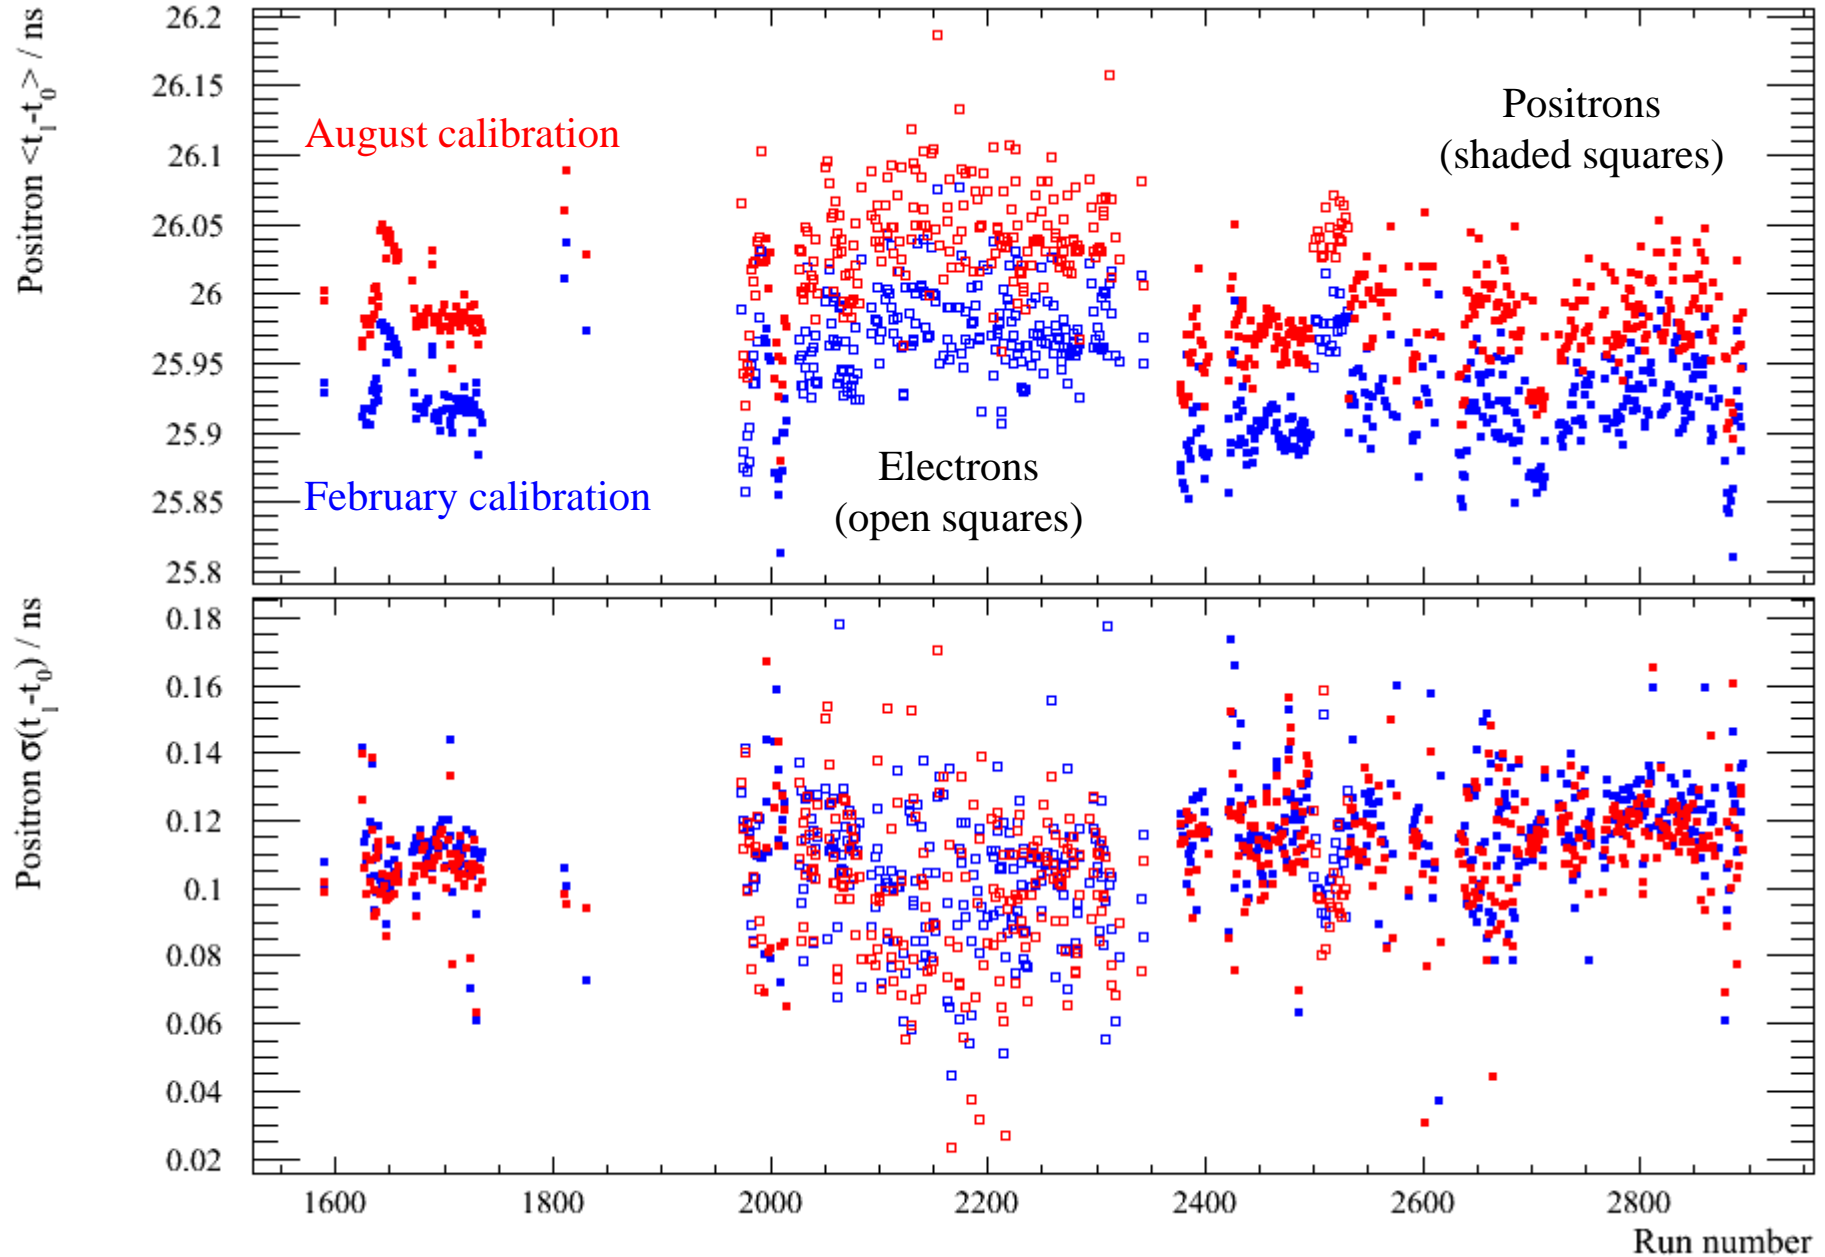 Positron <t1-t0> / ns
26.2
26.15
26.1
26.05
26
25.95
25.9
25.85
25.8
August calibration
February calibration
Electrons
(open squares)
Positrons
(shaded squares)
Positron σ(t1-t0) / ns
0.18
0.16
0.14
0.12
0.1
0.08
0.06
0.04
0.02
1600 1800 2000 2200 2400 2600 2800
Run number